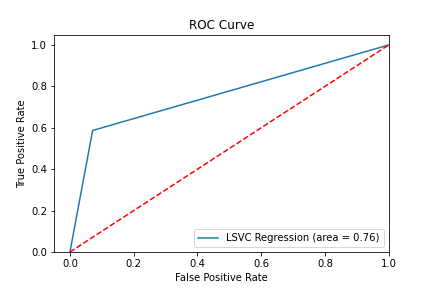 ROC Curve
True Positive Rate
1.0
0.8
0.6
0.4
0.2
0.0
LSVC Regression (area = 0.76)
0.0 0.2 0.4 0.6 0.8 1.0
False Positive Rate